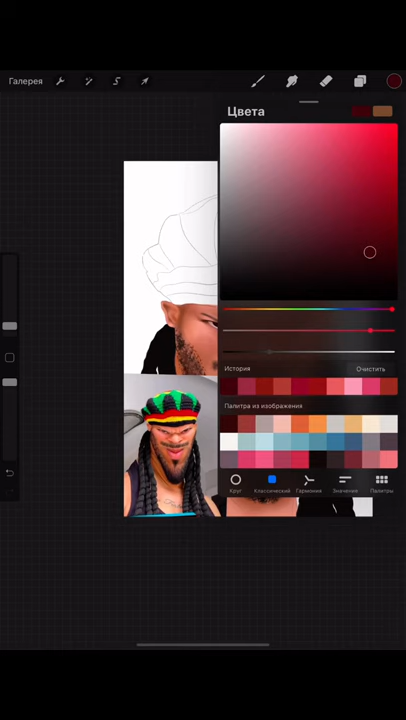 Галерея
Цвета
История
Очистить
Палитра из изображения
Круг
Классический
Гармония
Значение
Палитры